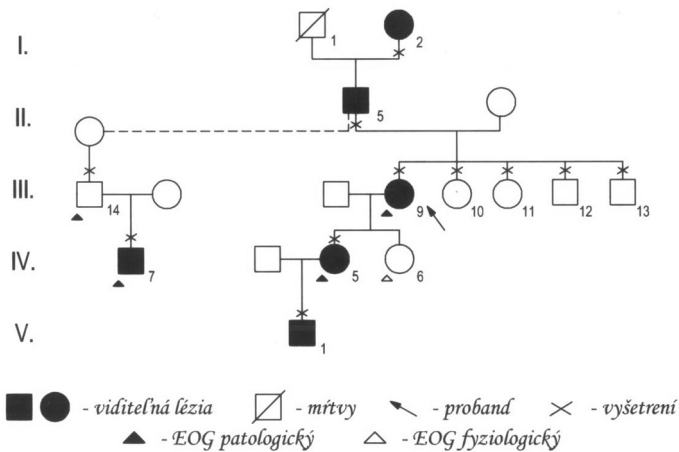 I.
1
2
II.
5
III.
14
9
10
11
12
13
IV.
7
5
6
V.
1
- viditeľná lézia - mŕtvy - proband - vyšetrení
- EOG patologický - EOG fyziologický